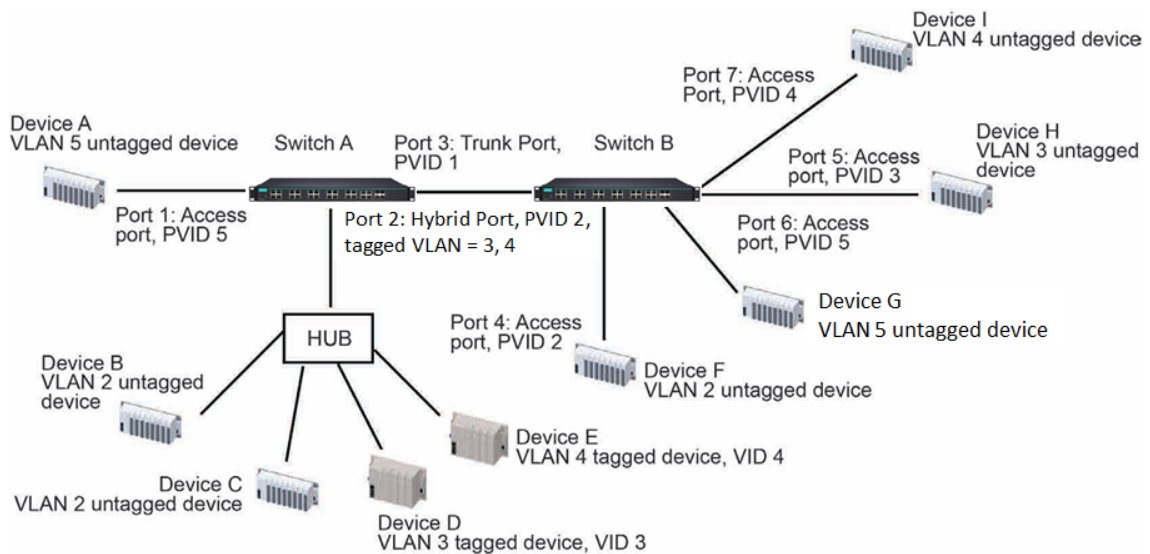 Device I
VLAN 4 untagged device
Port 7: Access
Port, PVID 4
Device A
VLAN 5 untagged device
Switch A
Port 3: Trunk Port,
PVID 1
Switch B
Device H
VLAN 3 untagged
device
Port 5: Access
port, PVID 3
Port 1: Access
port, PVID 5
Port 2: Hybrid Port, PVID 2,
tagged VLAN = 3, 4
Port 6: Access
port, PVID 5
Device G
VLAN 5 untagged device
HUB
Port 4: Access
port, PVID 2
Device B
VLAN 2 untagged
device
Device F
VLAN 2 untagged device
Device E
VLAN 4 tagged device, VID 4
Device C
VLAN 2 untagged device
Device D
VLAN 3 tagged device, VID 3